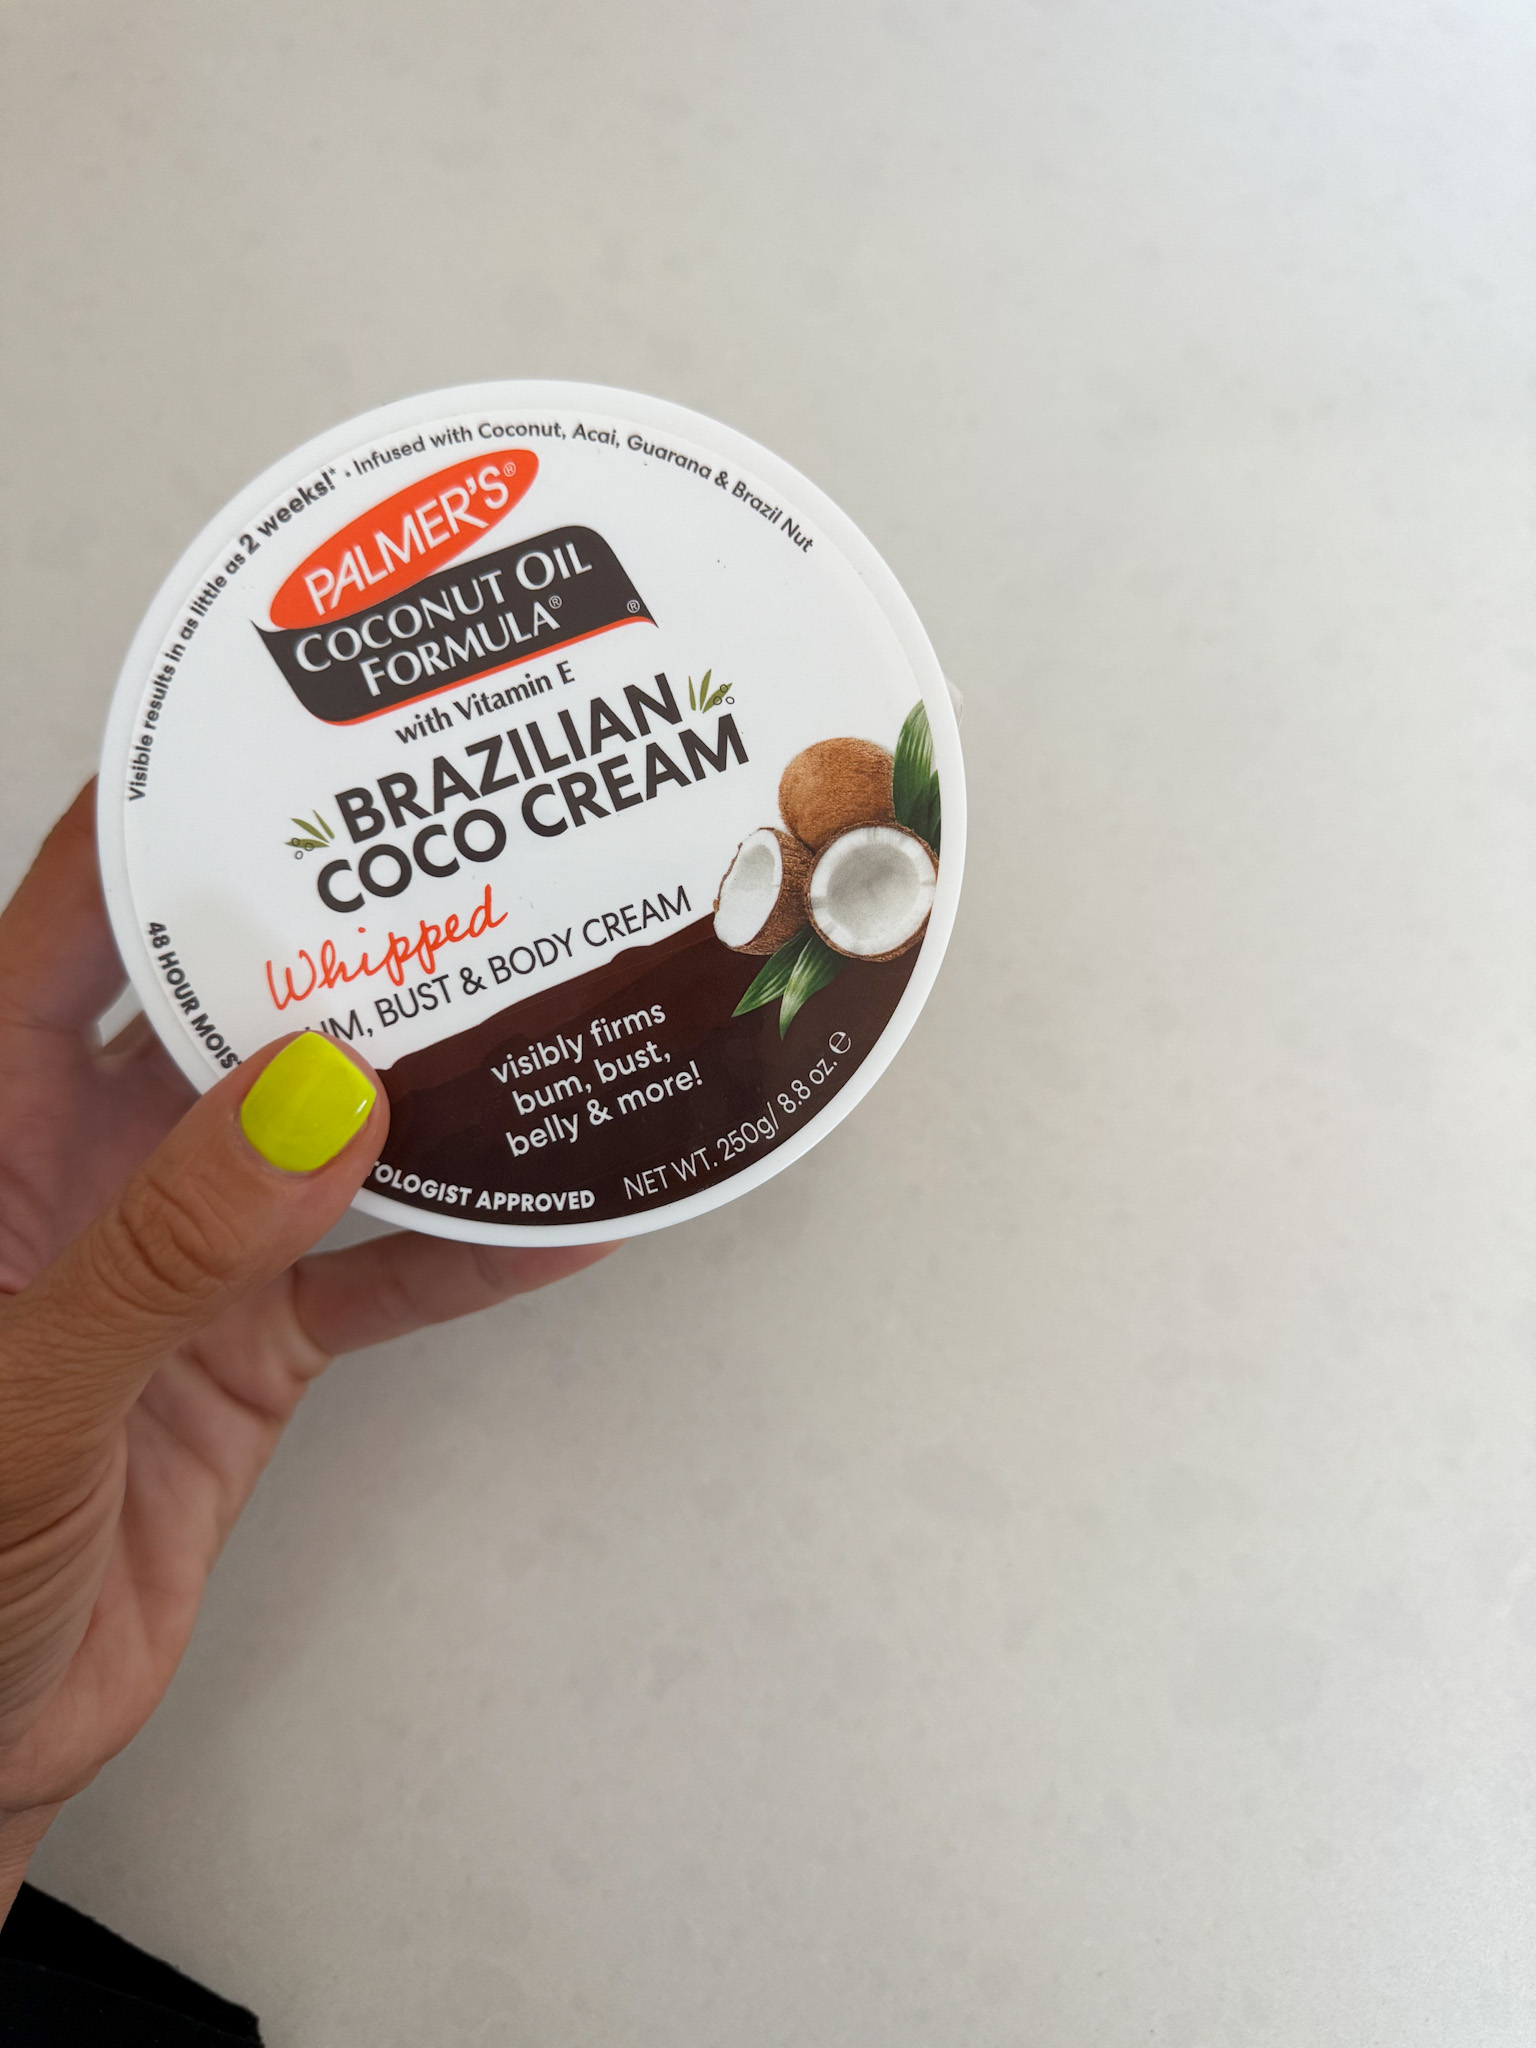 Visible results in as little as 2 weeks!* • Infused with Coconut, Acai, Guarana & Brazil Nut
PALMER'S®
COCONUT OIL
FORMULA® ®
with Vitamin E
BRAZILIAN
COCO CREAM
Whipped
BUST & BODY CREAM
visibly firms
bum, bust,
belly & more!
48 HOUR
APPROVED
NET WT. 250g/ 8.8 oz. ℮